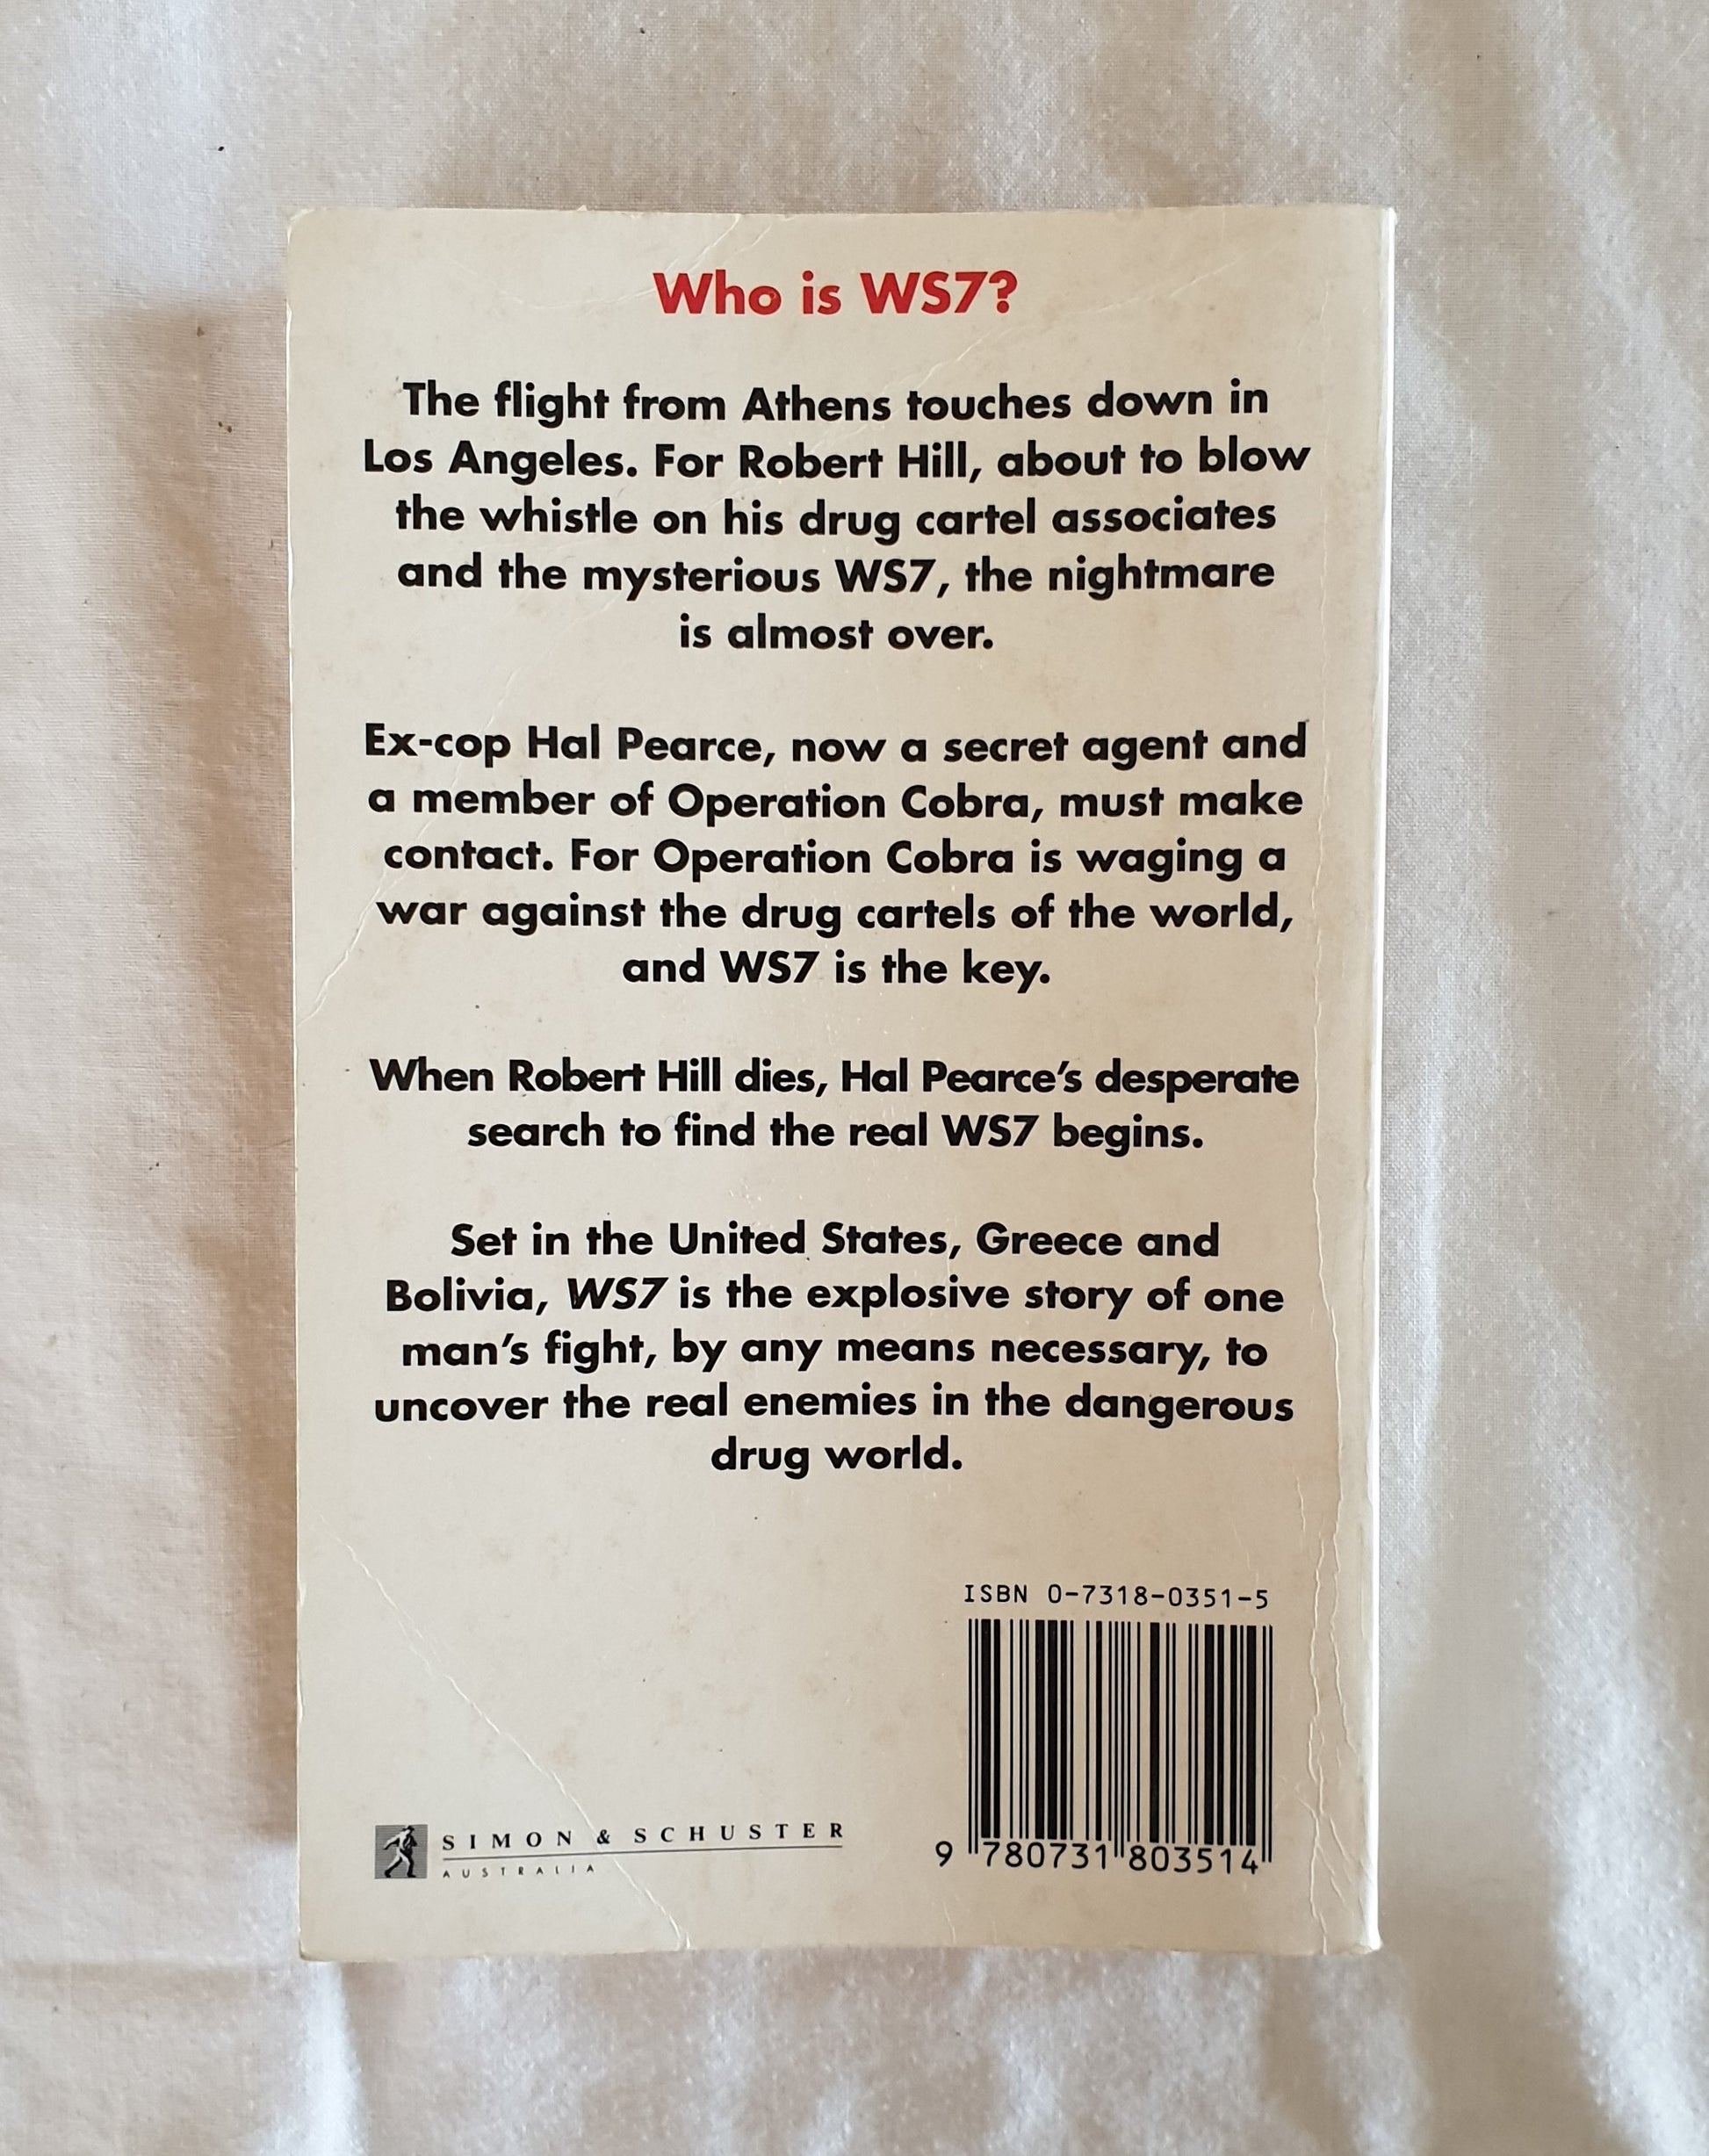 Who is WS7?
The flight from Athens touches down in
Los Angeles. For Robert Hill, about to blow
the whistle on his drug cartel associates
and the mysterious WS7, the nightmare
is almost over.
Ex-cop Hal Pearce, now a secret agent and
a member of Operation Cobra, must make
contact. For Operation Cobra is waging a
war against the drug cartels of the world,
and WS7 is the key.
When Robert Hill dies, Hal Pearce's desperate
search to find the real WS7 begins.
Set in the United States, Greece and
Bolivia, WS7 is the explosive story of one
man's fight, by any means necessary, to
uncover the real enemies in the dangerous
drug world.
ISBN 0-7318-0351-5
9 780731 803514
SIMON & SCHUSTER
AUSTRALIA